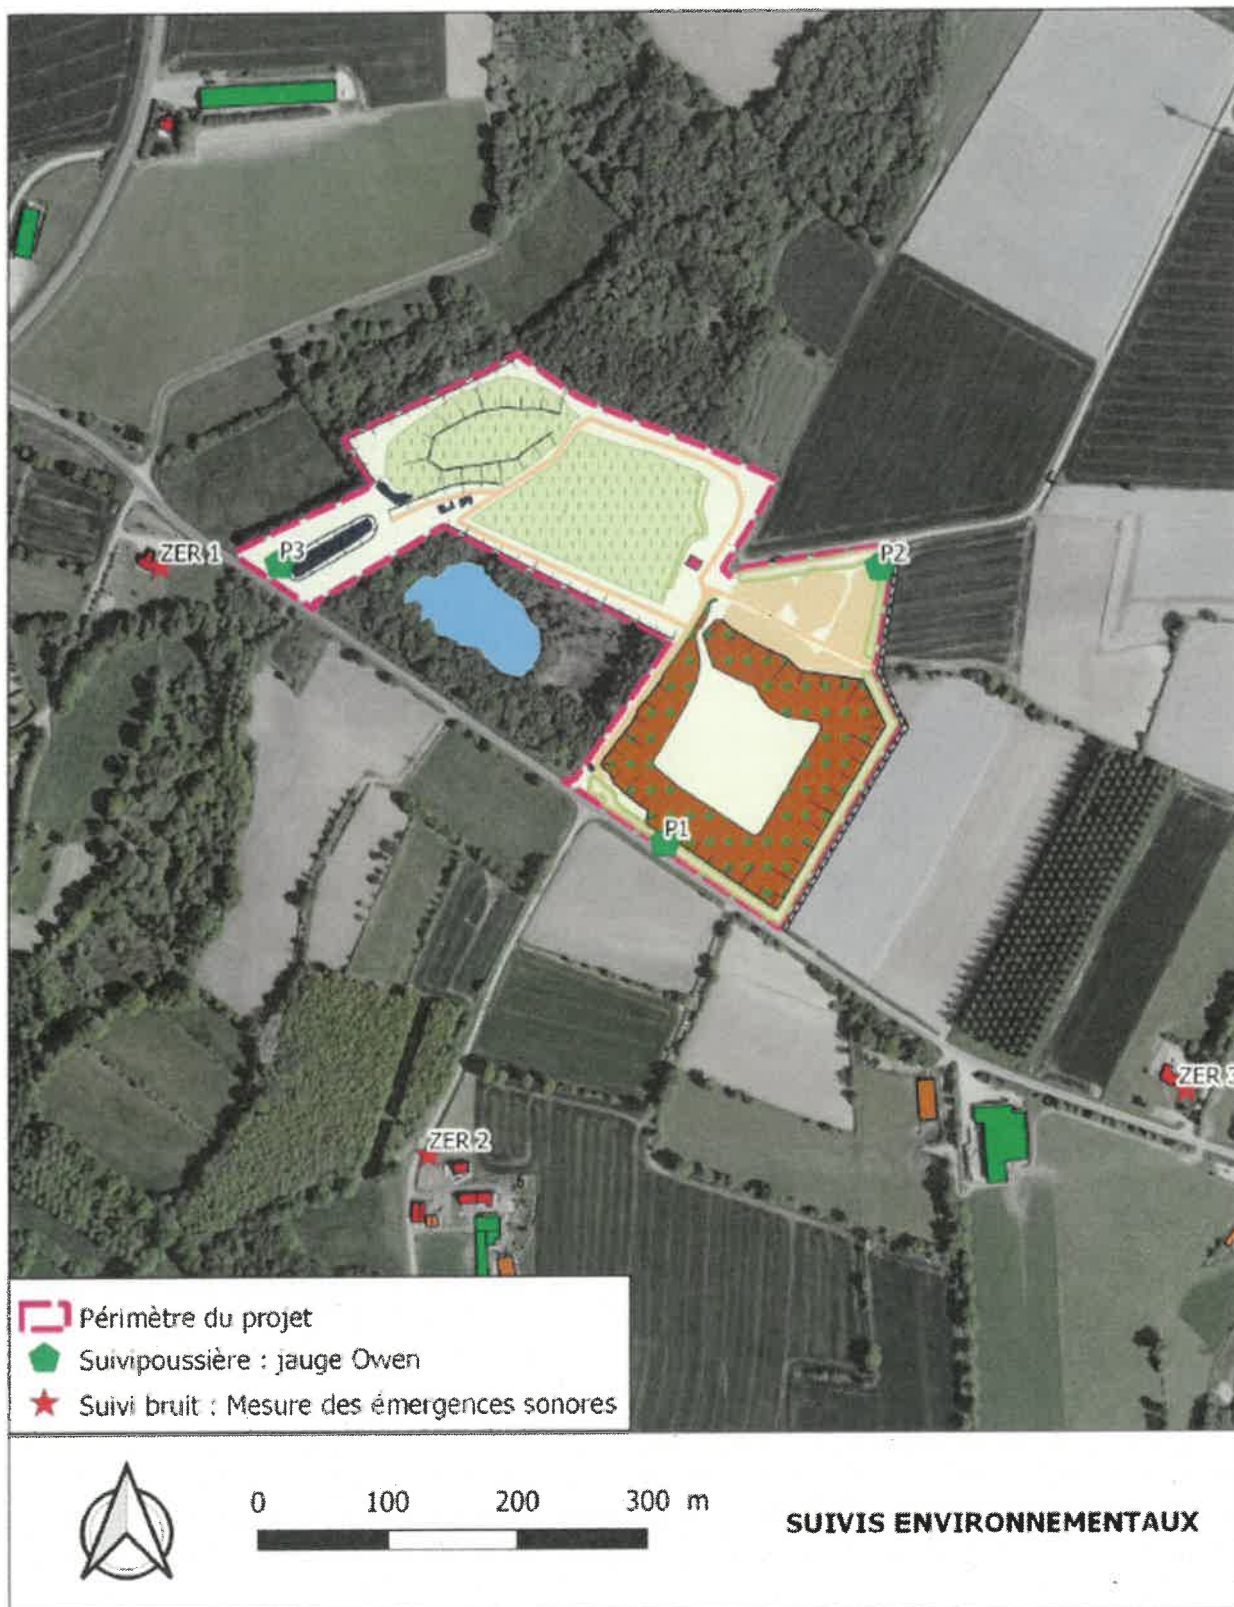 ZER 1
P3
P2
P1
ZER 2
ZER 3
Périmètre du projet
Suivipoussière : jauge Owen
Suivi bruit : Mesure des émergences sonores
0 100 200 300 m
SUIVIS ENVIRONNEMENTAUX